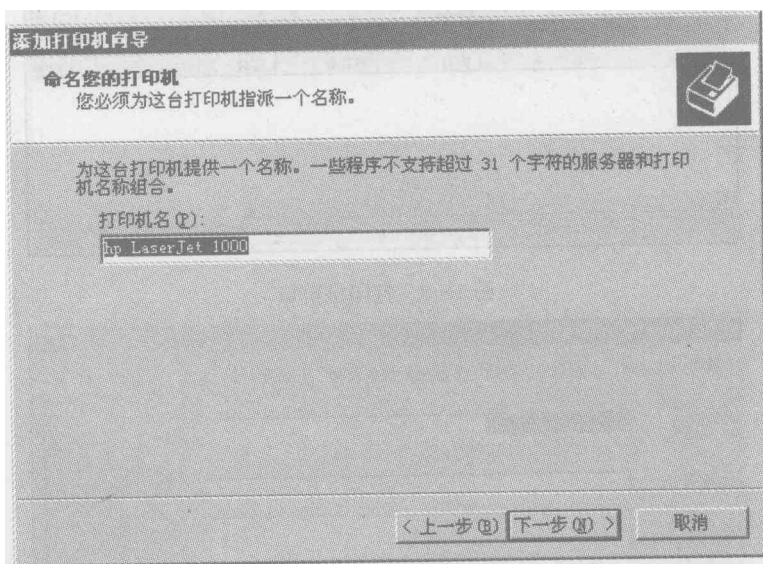 添加打印机向导
命名您的打印机
您必须为这台打印机指派一个名称。
为这台打印机提供一个名称。一些程序不支持超过 31 个字符的服务器和打印
机名称组合。
打印机名(P):
hp LaserJet 1000
< 上一步(B) 下一步(N) > 取消